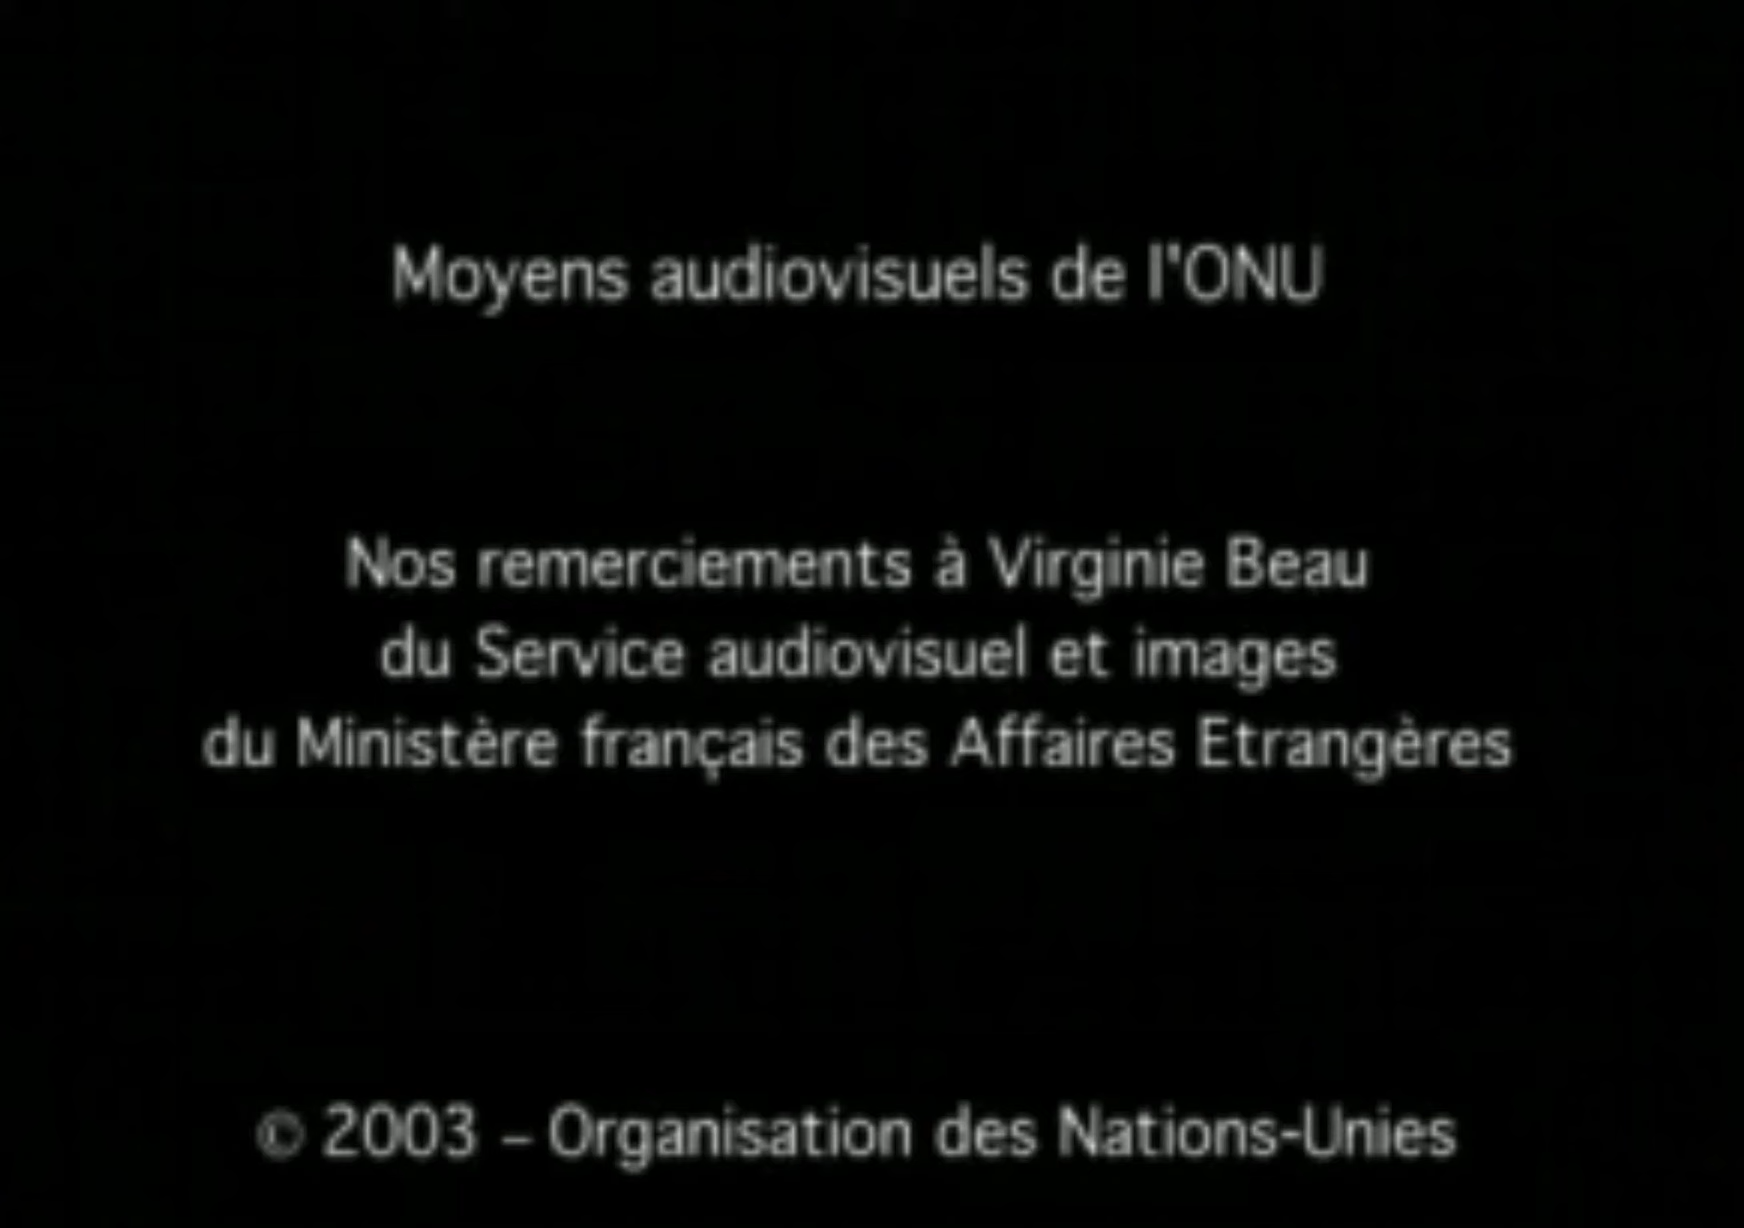 Moyens audiovisuels de l'ONU
Nos remerciements à Virginie Beau
du Service audiovisuel et images
du Ministère français des Affaires Etrangères
© 2003 – Organisation des Nations-Unies